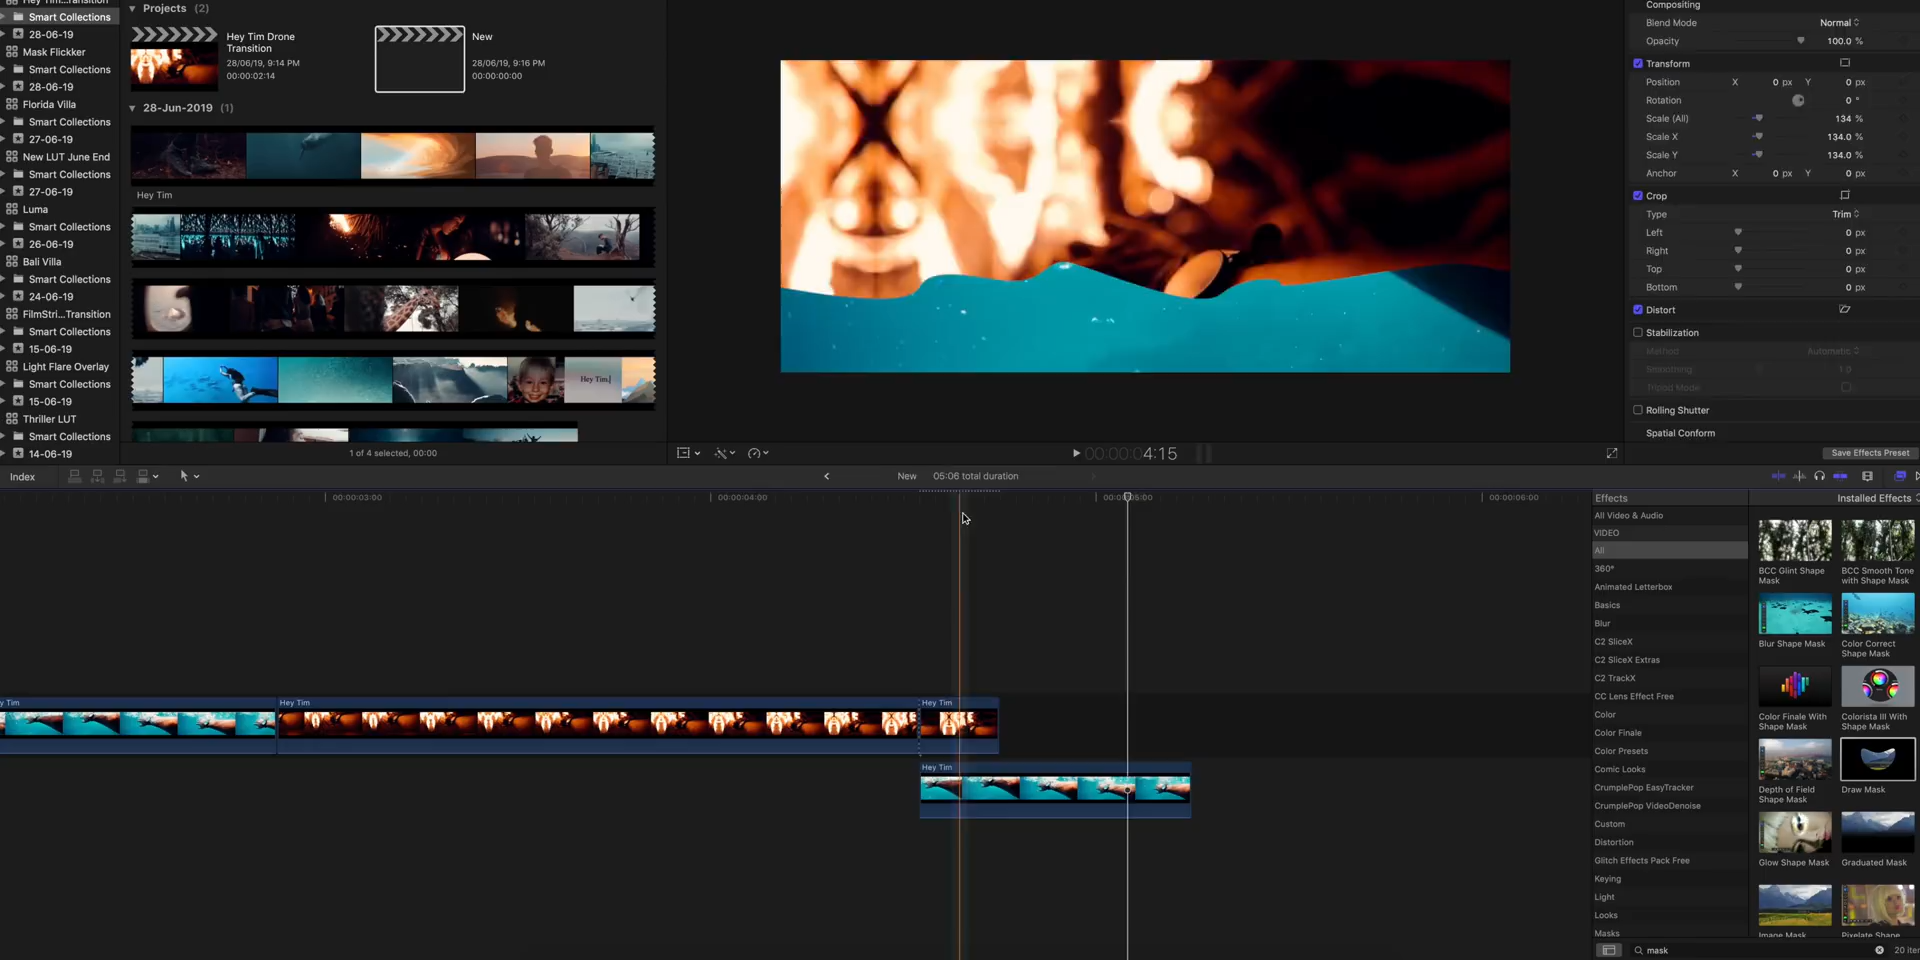 Smart Collections
28-06-19
Mask Flickker
Smart Collections
28-06-19
Florida Villa
Smart Collections
27-06-19
New LUT June End
Smart Collections
27-06-19
Luma
Smart Collections
26-06-19
Bali Villa
Smart Collections
24-06-19
FilmStri...Transition
Smart Collections
15-06-19
Light Flare Overlay
Smart Collections
15-06-19
Thriller LUT
Smart Collections
14-06-19
Projects (2)
Hey Tim Drone
Transition
28/06/19, 9:14 PM
00:00:02:14
New
28/06/19, 9:16 PM
00:00:00:00
28-Jun-2019 (1)
Hey Tim
Hey Tim.
1 of 4 selected, 00:00
00:00:04:15
Compositing
Blend Mode Normal
Opacity 100.0 %
Transform
Position X 0 px Y 0 px
Rotation 0 °
Scale (All) 134 %
Scale X 134.0 %
Scale Y 134.0 %
Anchor X 0 px Y 0 px
Crop
Type Trim
Left 0 px
Right 0 px
Top 0 px
Bottom 0 px
Distort
Stabilization
Method Automatic
Smoothing 1.0
Tripod Mode
Rolling Shutter
Spatial Conform
Save Effects Preset
Index
New 05:06 total duration
00:00:03:00
00:00:04:00
00:00:05:00
00:00:06:00
y Tim
Hey Tim
Hey Tim
Hey Tim
Effects
Installed Effects
All Video & Audio
VIDEO
All
360°
Animated Letterbox
Basics
Blur
C2 SliceX
C2 SliceX Extras
C2 TrackX
CC Lens Effect Free
Color
Color Finale
Color Presets
Comic Looks
CrumplePop EasyTracker
CrumplePop VideoDenoise
Custom
Distortion
Glitch Effects Pack Free
Keying
Light
Looks
Masks
BCC Glint Shape
Mask
BCC Smooth Tone
with Shape Mask
Blur Shape Mask
Color Correct
Shape Mask
Color Finale With
Shape Mask
Colorista III With
Shape Mask
Depth of Field
Shape Mask
Draw Mask
Glow Shape Mask
Graduated Mask
Image Mask
Pixelate Shape
mask
20 iter